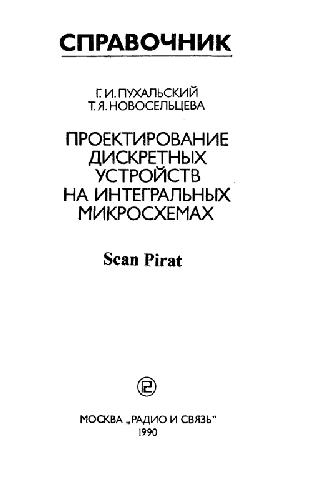 СПРАВОЧНИК
Г. И. ПУХАЛЬСКИЙ
Т. Я. НОВОСЕЛЬЦЕВА
ПРОЕКТИРОВАНИЕ
ДИСКРЕТНЫХ
УСТРОЙСТВ
НА ИНТЕГРАЛЬНЫХ
МИКРОСХЕМАХ
Scan Pirat
МОСКВА „РАДИО И СВЯЗЬ"
1990